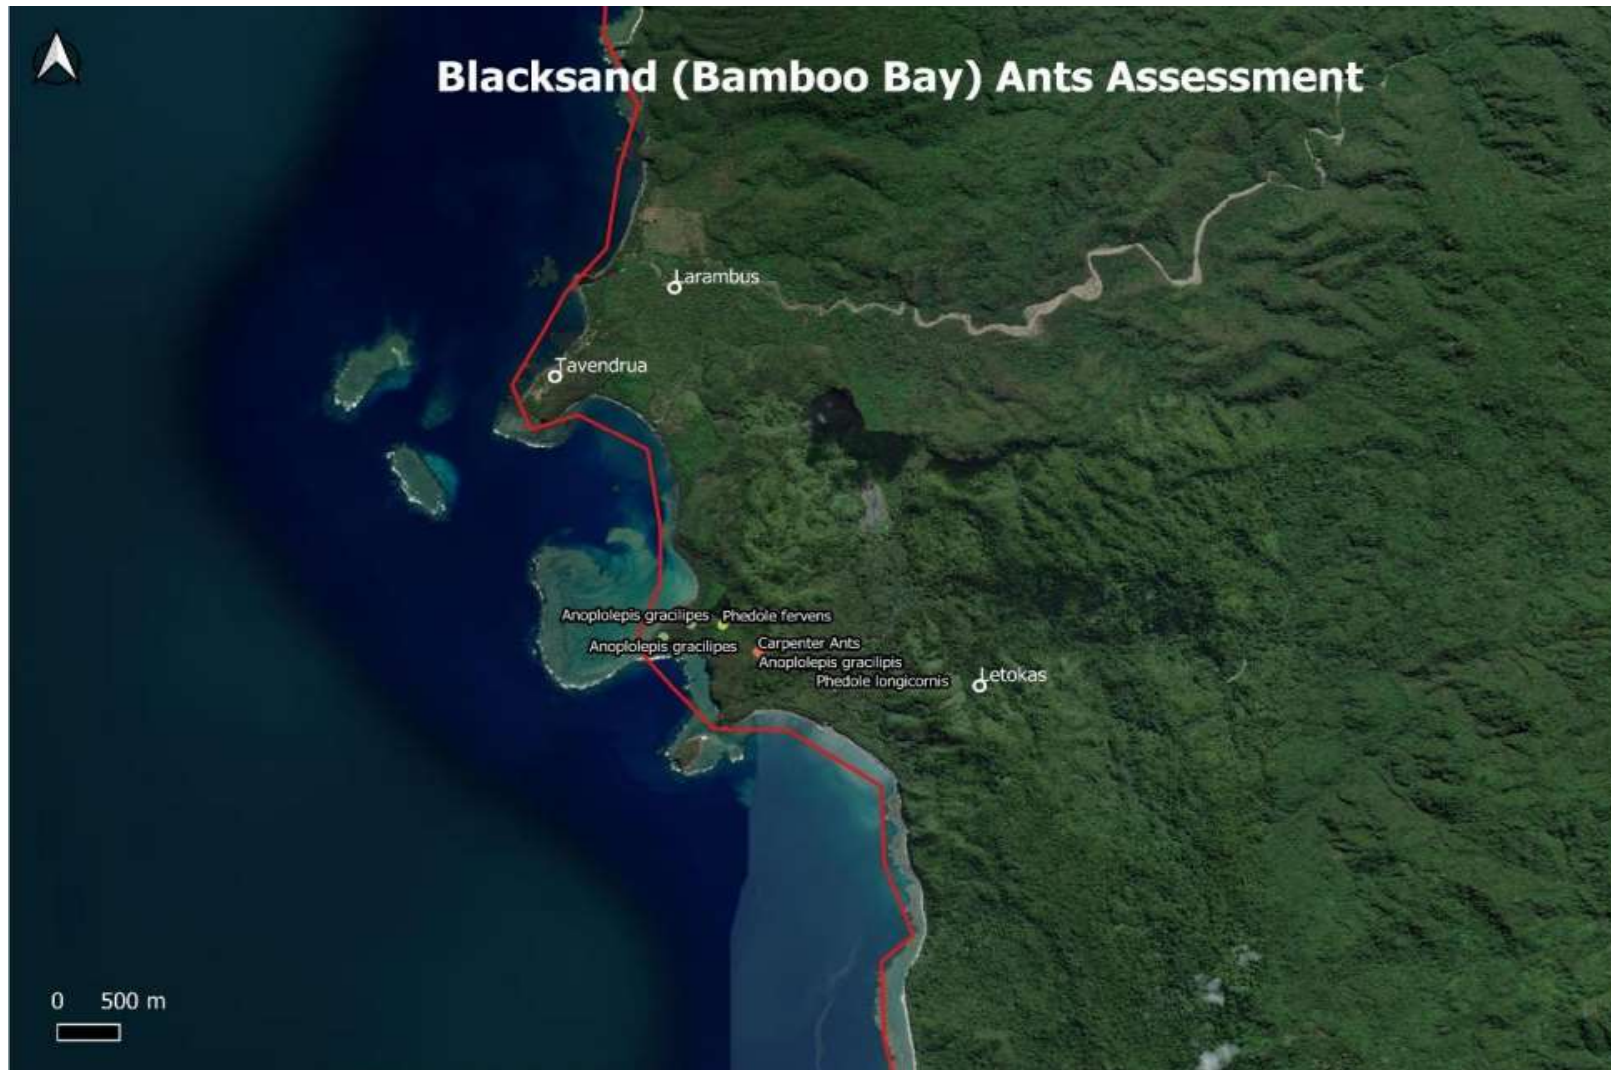 Blacksand (Bamboo Bay) Ants Assessment
Larambus
Tavendrua
Anoplolepis gracilipes
Phedole fervens
Anoplolepis gracilipes
Carpenter Ants
Anoplolepis gracilipis
Phedole longicornis
Letokas
0 500 m